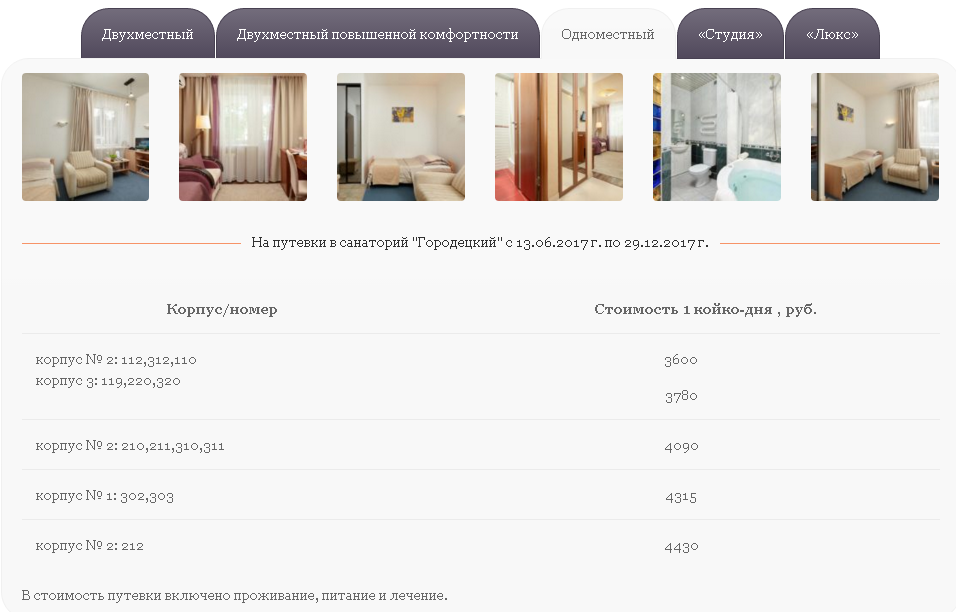 Двухместный
Двухместный повышенной комфортности
Одноместный
«Студия»
«Люкс»
На путевки в санаторий "Городецкий" с 13.06.2017 г. по 29.12.2017 г.
Корпус/номер
Стоимость 1 койко-дня , руб.
корпус № 2: 112,312,110
3600
корпус 3: 119,220,320
3780
корпус № 2: 210,211,310,311
4090
корпус № 1: 302,303
4315
корпус № 2: 212
4430
В стоимость путевки включено проживание, питание и лечение.